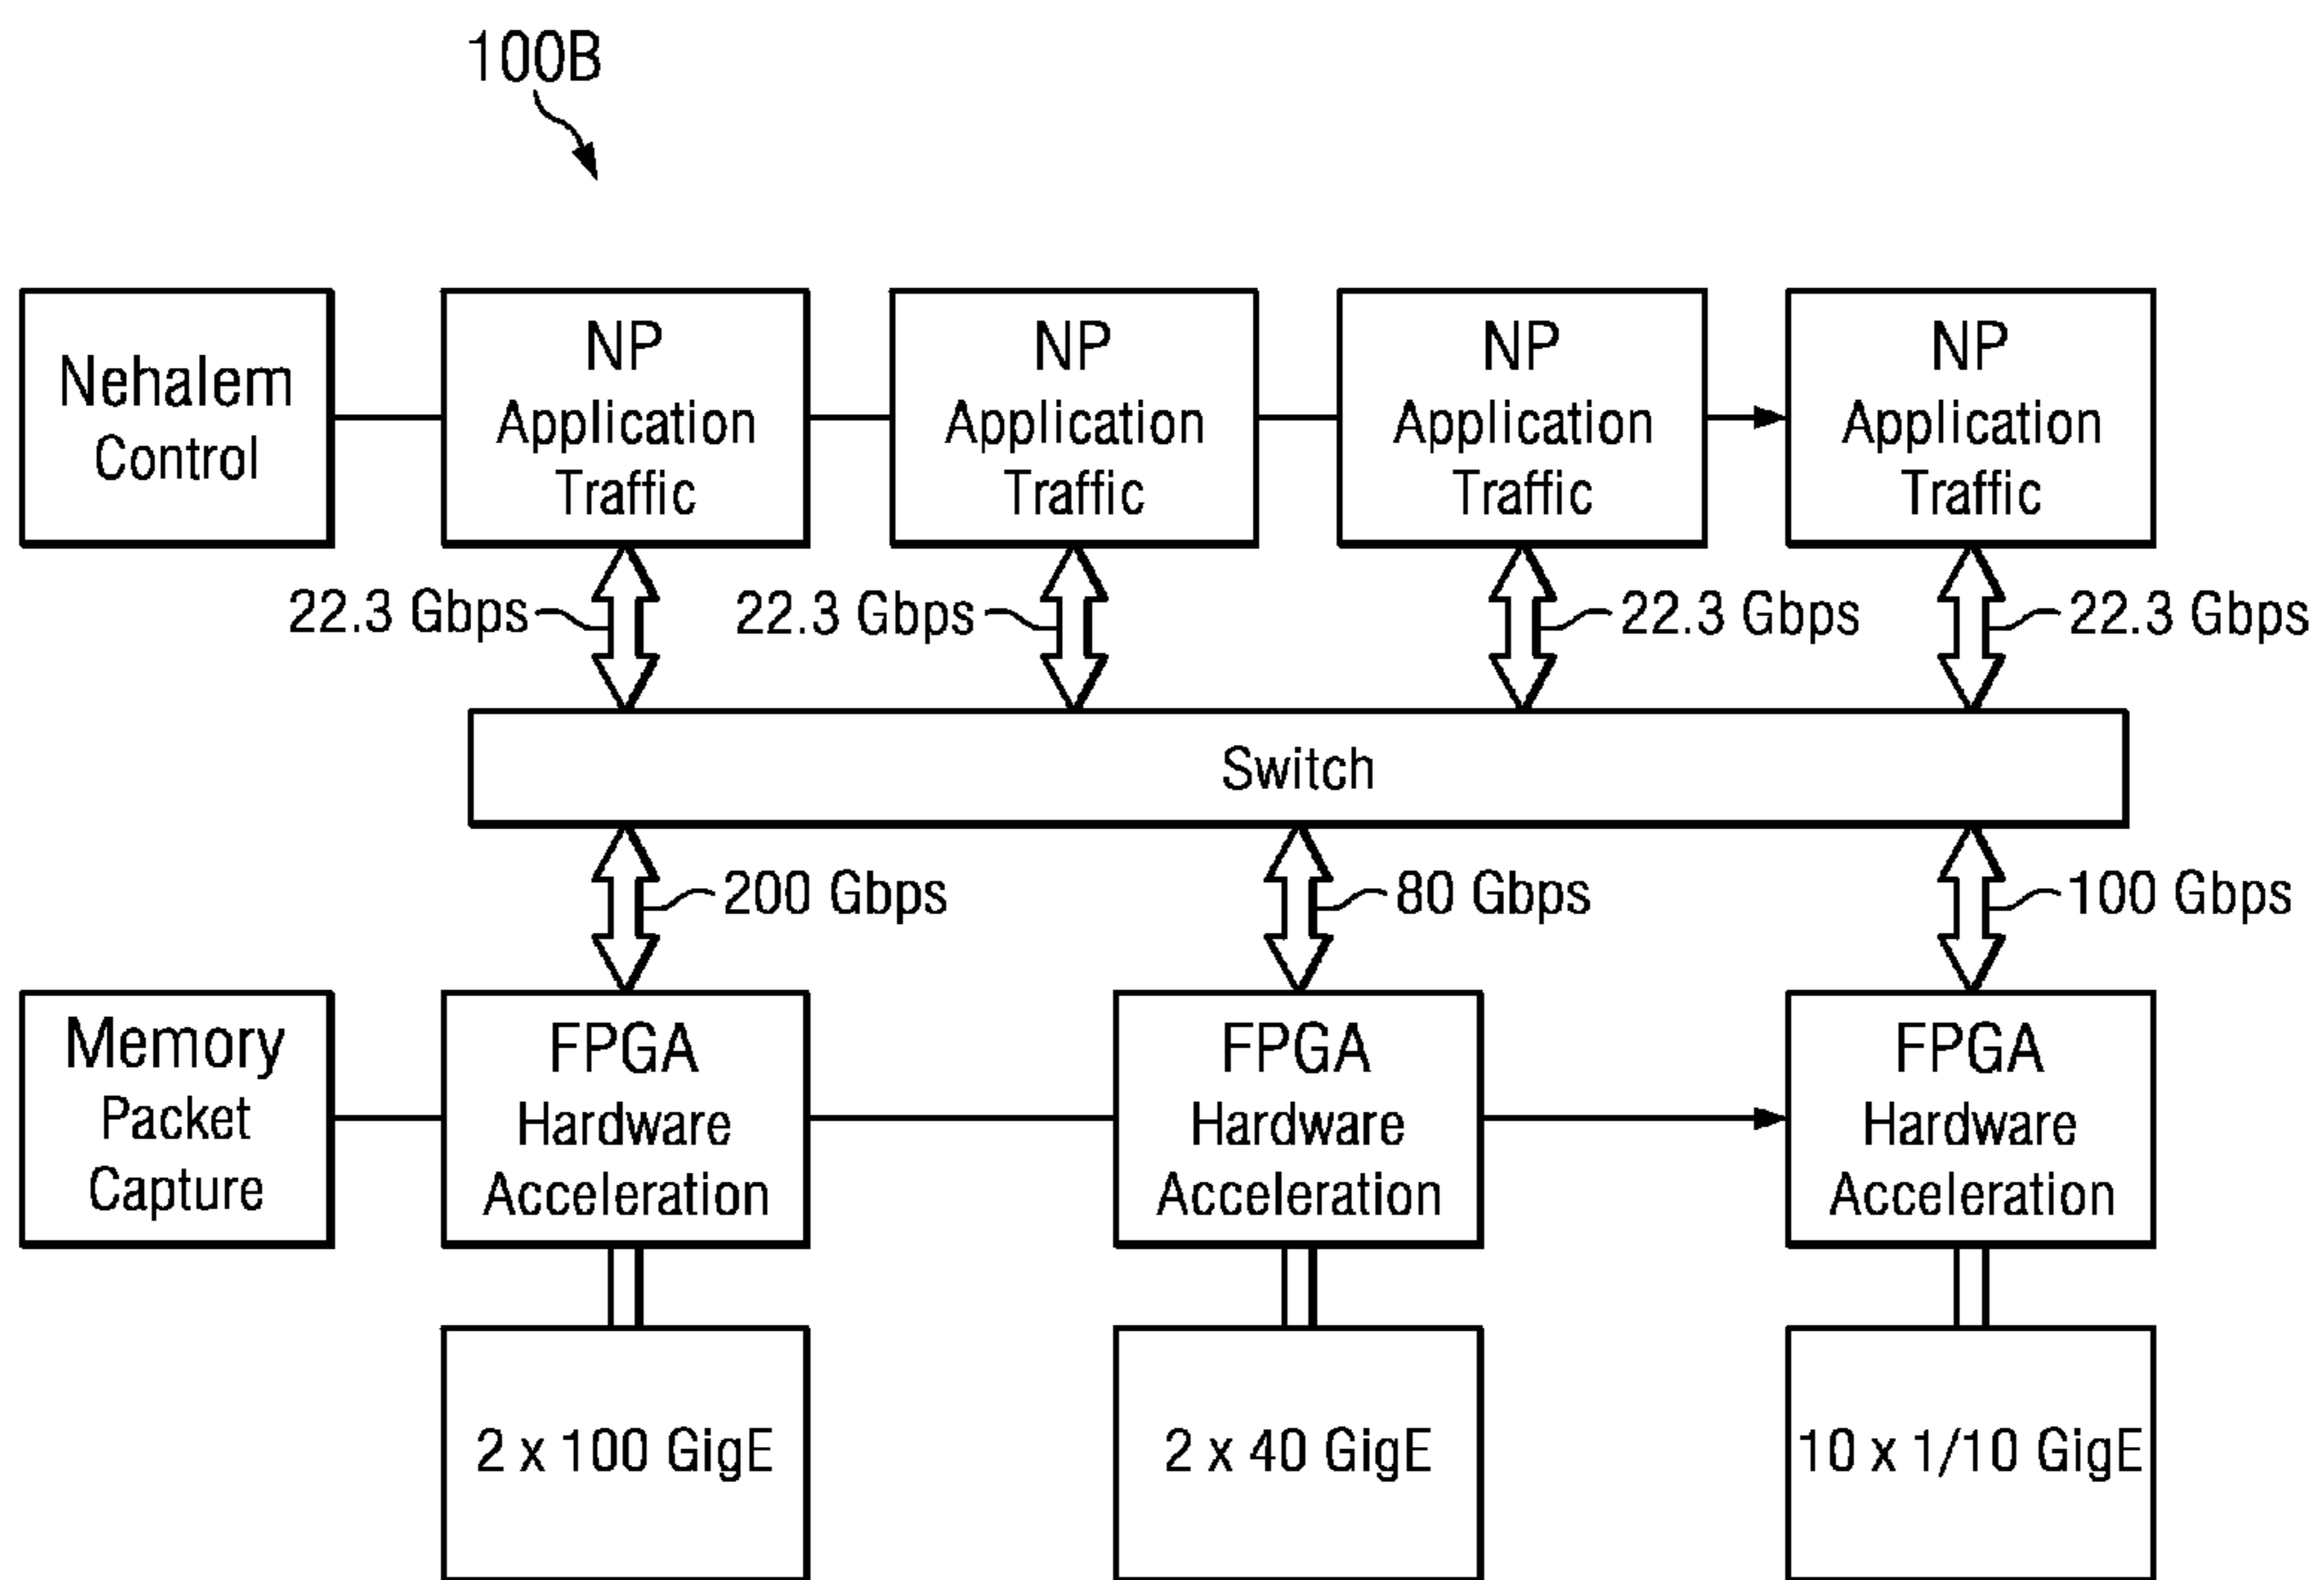 100B
Nehalem
Control
NP
Application
Traffic
NP
Application
Traffic
NP
Application
Traffic
NP
Application
Traffic
22.3 Gbps
22.3 Gbps
22.3 Gbps
22.3 Gbps
Switch
200 Gbps
80 Gbps
100 Gbps
Memory
Packet
Capture
FPGA
Hardware
Acceleration
FPGA
Hardware
Acceleration
FPGA
Hardware
Acceleration
2 x 100 GigE
2 x 40 GigE
10 x 1/10 GigE